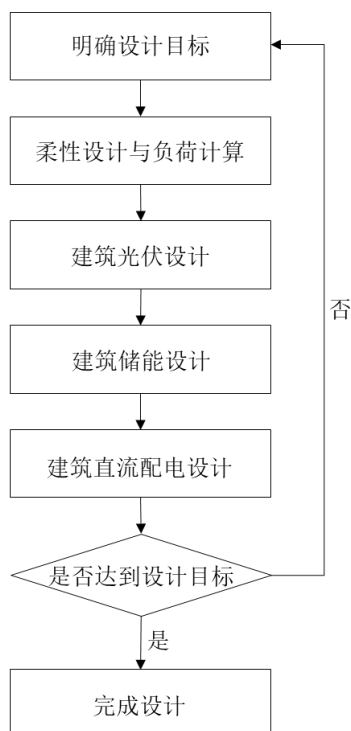 明确设计目标
柔性设计与负荷计算
建筑光伏设计
否
建筑储能设计
建筑直流配电设计
是否达到设计目标
是
完成设计